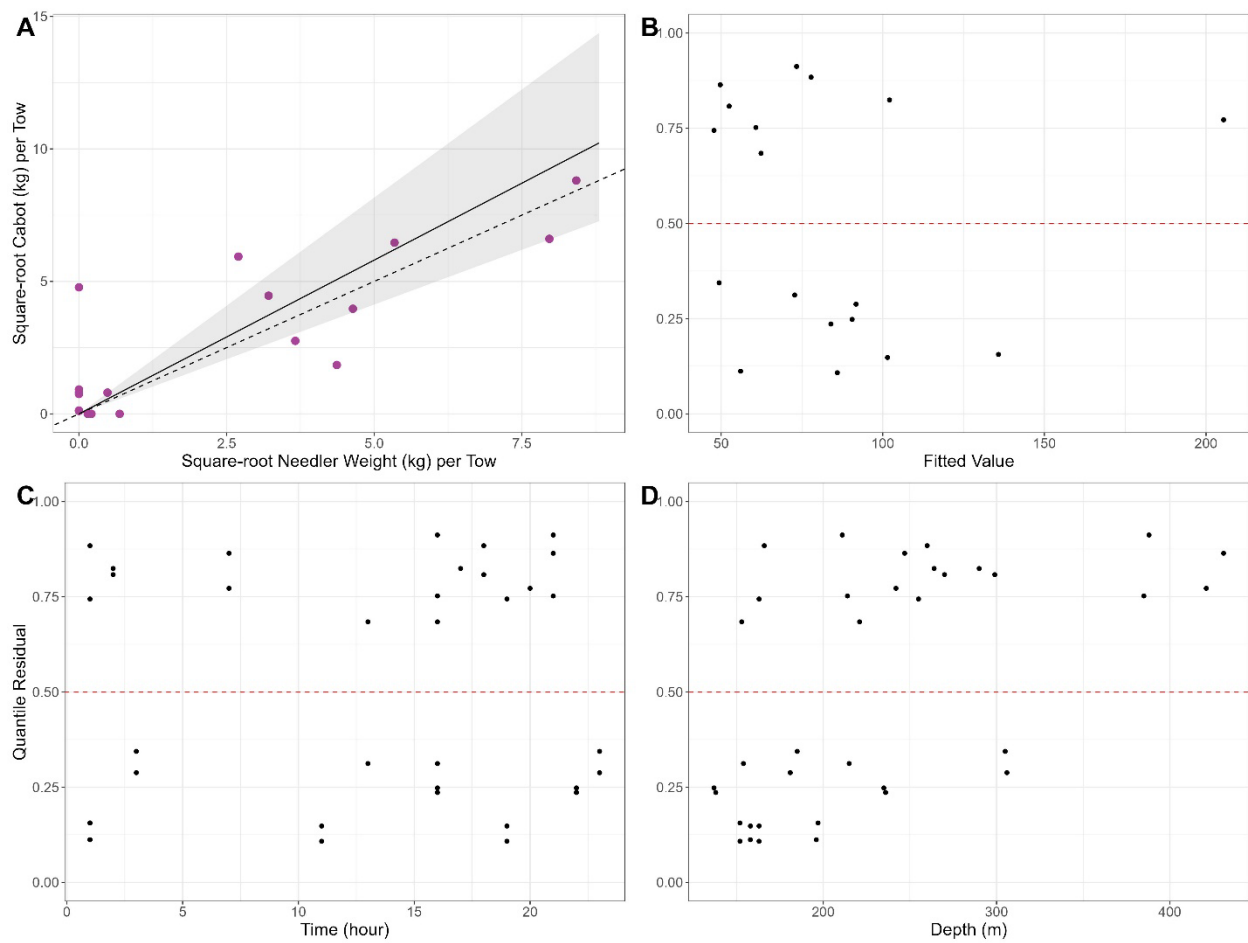 A
15
10
5
0
0.0 2.5 5.0 7.5
Square-root Cabot (kg) per Tow
Square-root Needler Weight (kg) per Tow
B
1.00
0.75
0.50
0.25
0.00
50 100 150 200
Fitted Value
C
1.00
0.75
0.50
0.25
0.00
0 5 10 15 20
Quantile Residual
Time (hour)
D
1.00
0.75
0.50
0.25
0.00
200 300 400
Depth (m)